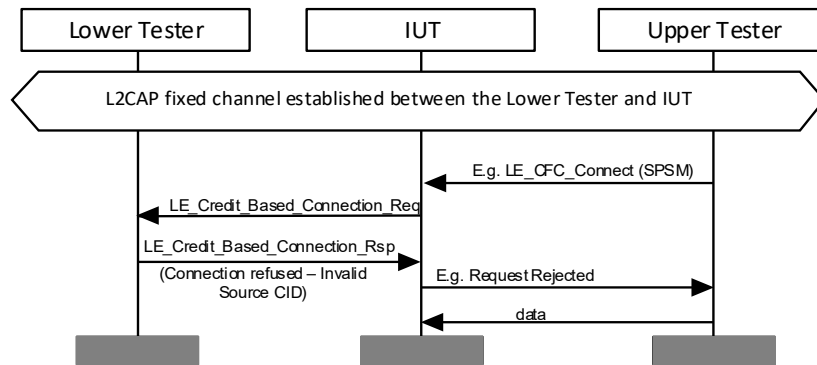 Lower Tester
IUT
Upper Tester
L2CAP fixed channel established between the Lower Tester and IUT
E.g. LE_CFC_Connect (SPSM)
LE_Credit_Based_Connection_Req
LE_Credit_Based_Connection_Rsp
(Connection refused – Invalid
Source CID)
E.g. Request Rejected
data